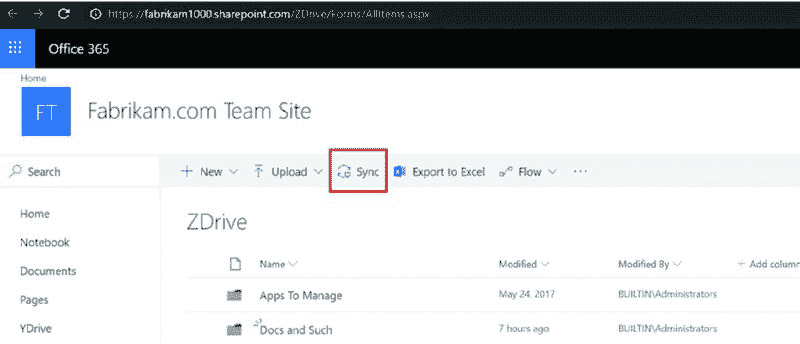 https://fabrikam1000.sharepoint.com/ZDrive/Forms/AllItems.aspx
Office 365
Home
FT
Fabrikam.com Team Site
Search
New
Upload
Sync
Export to Excel
Flow
Home
Notebook
Documents
Pages
YDrive
ZDrive
Name
Modified
Modified By
+ Add column
Apps To Manage
May 24, 2017
BUILTIN\Administrators
Docs and Such
7 hours ago
BUILTIN\Administrators